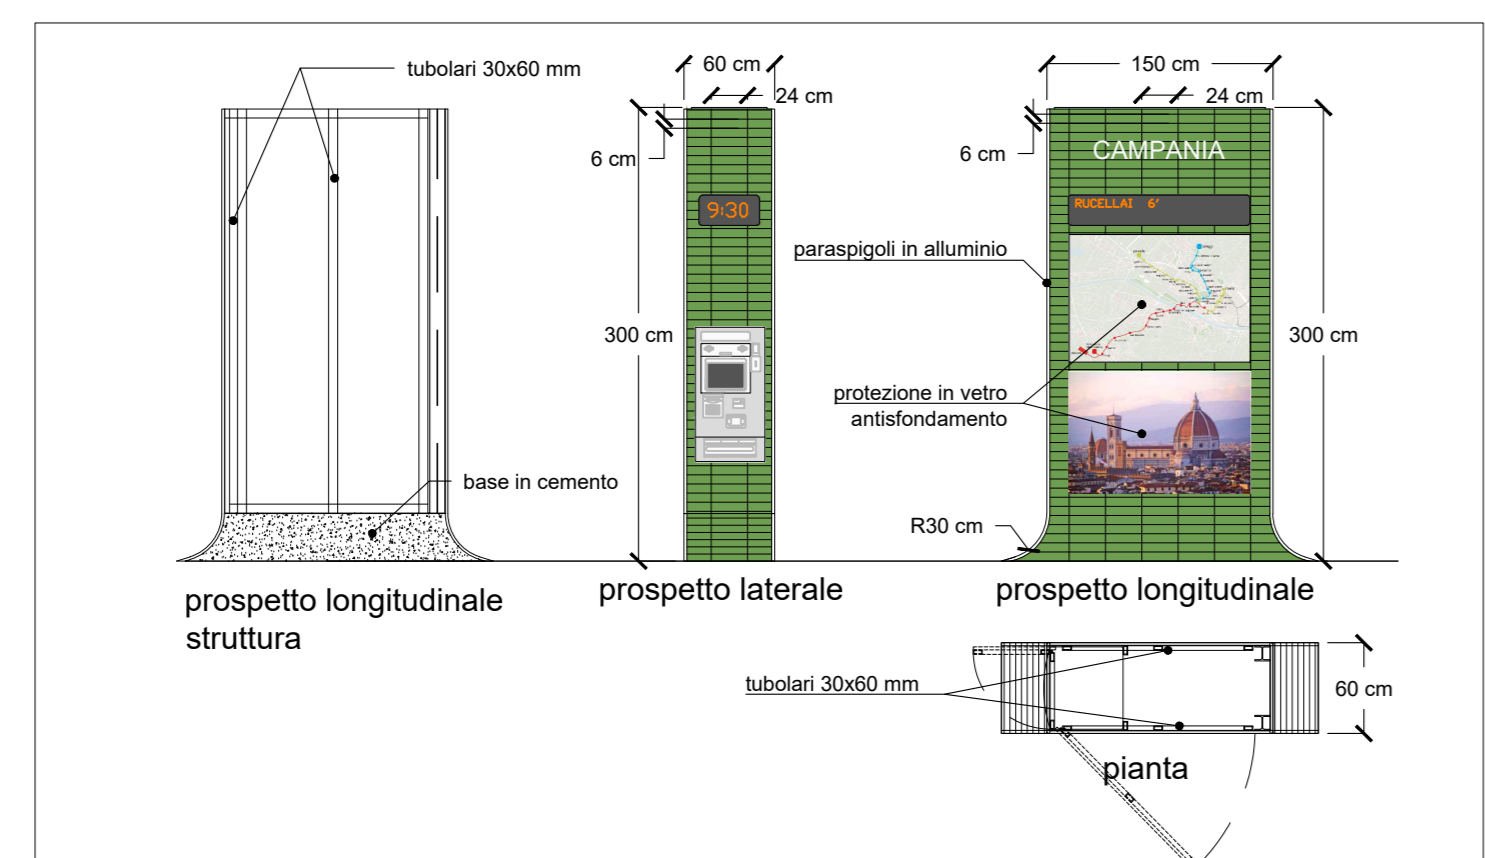 tubolari 30x60 mm
60 cm
24 cm
150 cm
24 cm
6 cm
6 cm
CAMPANIA
9:30
RUCELLAI 6'
paraspigoli in alluminio
300 cm
300 cm
protezione in vetro
antisfondamento
base in cemento
R30 cm
prospetto longitudinale
struttura
prospetto laterale
prospetto longitudinale
tubolari 30x60 mm
60 cm
pianta